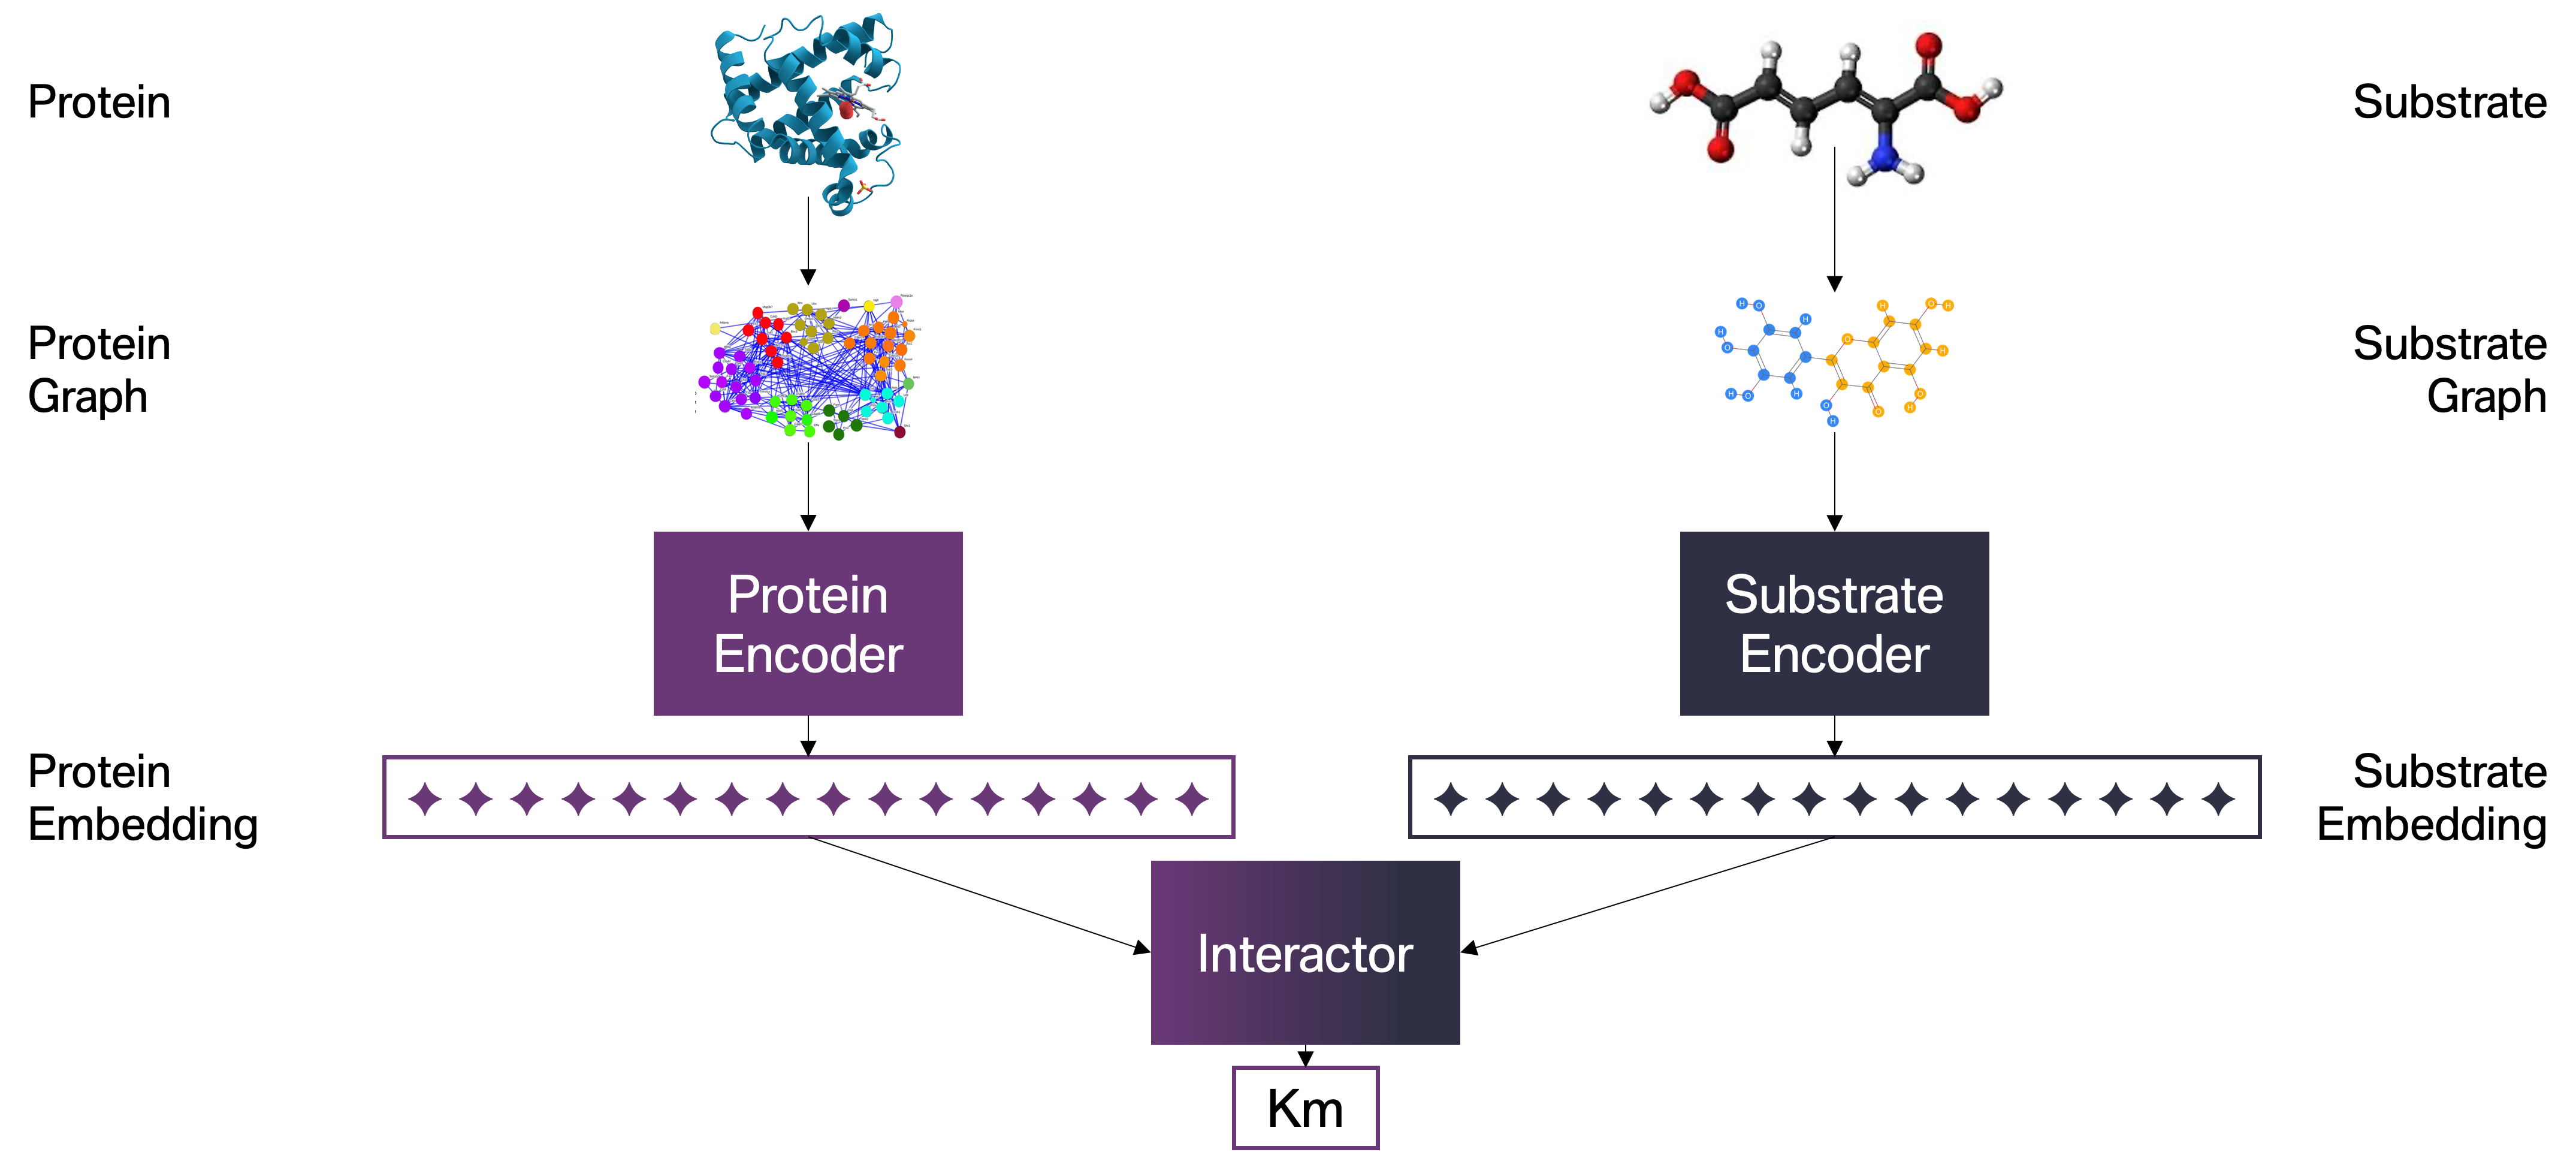 Protein
Substrate
Protein
Graph
Substrate
Graph
H
O
H
O
H
H
O
H
O
H
O
H
O
H
O
H
H
O
H
O
Protein
Encoder
Substrate
Encoder
Protein
Embedding
Substrate
Embedding
Interactor
Km